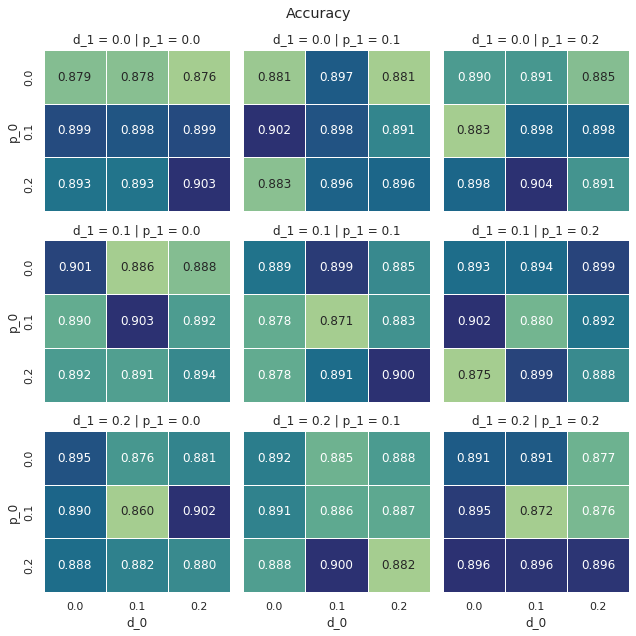 Accuracy
d_1 = 0.0 | p_1 = 0.0
d_1 = 0.0 | p_1 = 0.1
d_1 = 0.0 | p_1 = 0.2
p_0
0.0
0.879 0.878 0.876
0.881 0.897 0.881
0.890 0.891 0.885
0.1
0.899 0.898 0.899
0.902 0.898 0.891
0.883 0.898 0.898
0.2
0.893 0.893 0.903
0.883 0.896 0.896
0.898 0.904 0.891
d_1 = 0.1 | p_1 = 0.0
d_1 = 0.1 | p_1 = 0.1
d_1 = 0.1 | p_1 = 0.2
p_0
0.0
0.901 0.886 0.888
0.889 0.899 0.885
0.893 0.894 0.899
0.1
0.890 0.903 0.892
0.878 0.871 0.883
0.902 0.880 0.892
0.2
0.892 0.891 0.894
0.878 0.891 0.900
0.875 0.899 0.888
d_1 = 0.2 | p_1 = 0.0
d_1 = 0.2 | p_1 = 0.1
d_1 = 0.2 | p_1 = 0.2
p_0
0.0
0.895 0.876 0.881
0.892 0.885 0.888
0.891 0.891 0.877
0.1
0.890 0.860 0.902
0.891 0.886 0.887
0.895 0.872 0.876
0.2
0.888 0.882 0.880
0.888 0.900 0.882
0.896 0.896 0.896
0.0 0.1 0.2
0.0 0.1 0.2
0.0 0.1 0.2
d_0
d_0
d_0